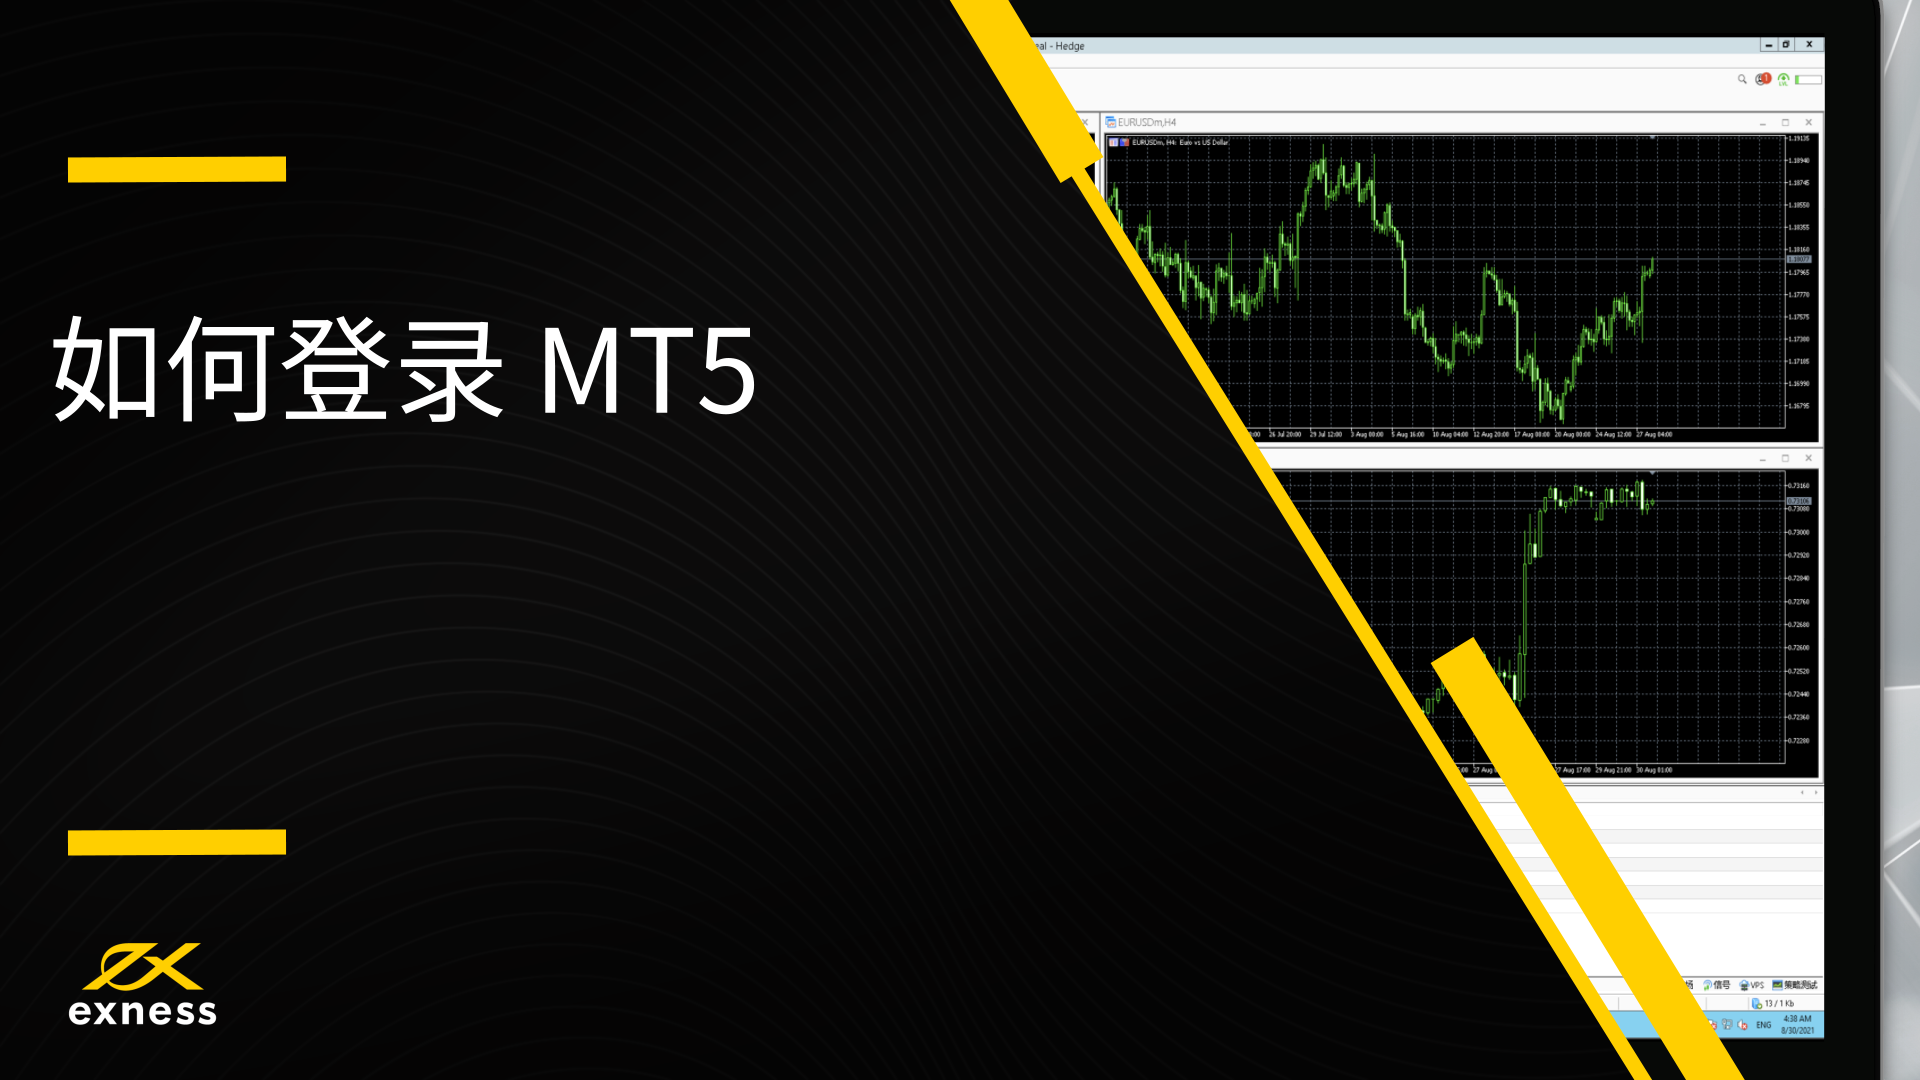 如何登录 MT5
exness
eal - Hedge
EURUSDm,H4
EURUSDm, H4: Euro vs US Dollar
1.19135
1.18940
1.18745
1.18550
1.18355
1.18160
1.18077
1.17965
1.17770
1.17575
1.17380
1.17185
1.16990
1.16795
26 Jul 20:00 29 Jul 12:00 3 Aug 00:00 5 Aug 16:00 10 Aug 04:00 12 Aug 20:00 17 Aug 00:00 20 Aug 00:00 24 Aug 12:00 27 Aug 04:00
0.73160
0.73106
0.73080
0.73000
0.72920
0.72840
0.72760
0.72680
0.72600
0.72520
0.72440
0.72360
0.72280
27 Aug 17:00 29 Aug 21:00 30 Aug 01:00
信号 VPS 策略测试
13 / 1 Kb
ENG
4:38 AM
8/30/2021